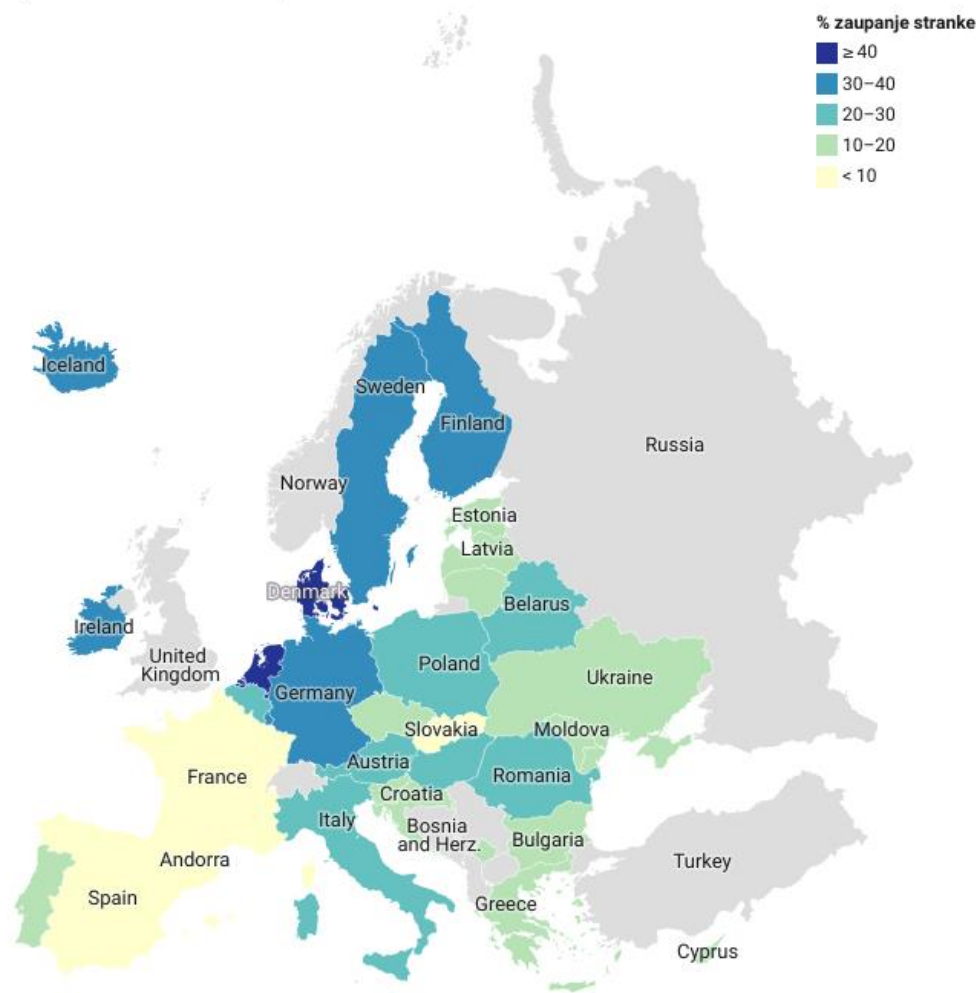 % zaupanje stranke
≥ 40
30–40
20–30
10–20
< 10
Iceland
Sweden
Finland
Russia
Norway
Estonia
Latvia
Denmark
Belarus
Ireland
United
Kingdom
Poland
Ukraine
Germany
Slovakia
Moldova
Austria
France
Romania
Croatia
Italy
Bosnia
and Herz.
Bulgaria
Andorra
Turkey
Spain
Greece
Cyprus